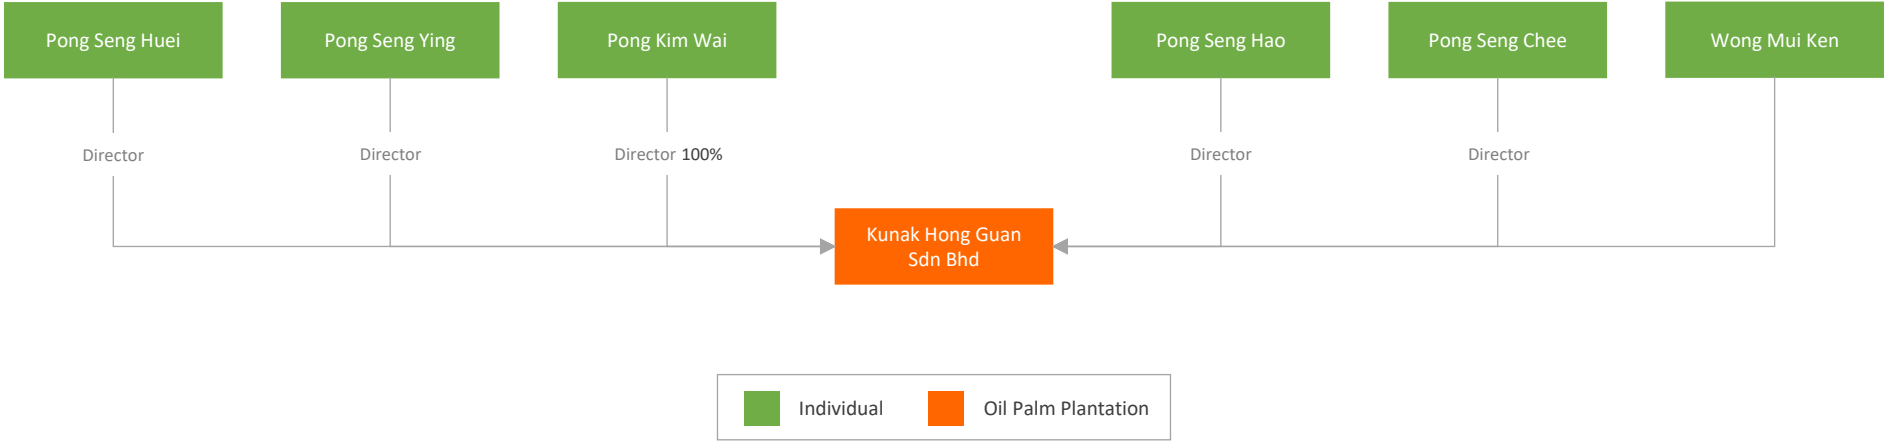 Pong Seng Huei
Pong Seng Ying
Pong Kim Wai
Pong Seng Hao
Pong Seng Chee
Wong Mui Ken
Director
Director
Director 100%
Director
Director
Kunak Hong Guan
Sdn Bhd
Individual
Oil Palm Plantation